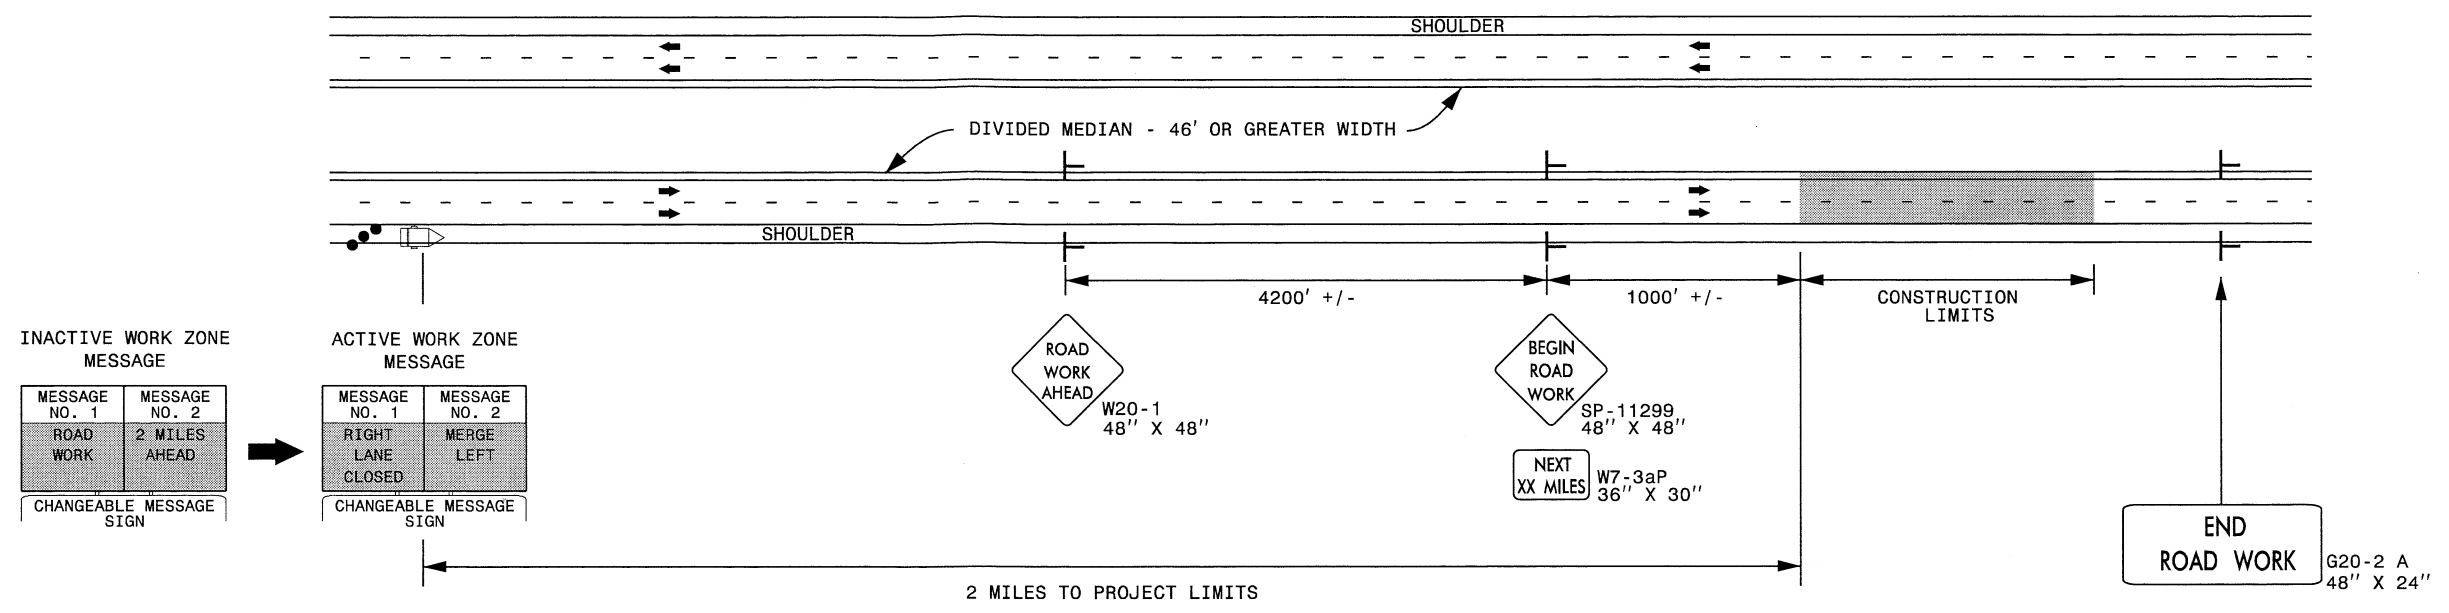 SHOULDER
DIVIDED MEDIAN - 46' OR GREATER WIDTH
SHOULDER
4200' +/-
1000' +/-
CONSTRUCTION
LIMITS
INACTIVE WORK ZONE
MESSAGE
MESSAGE
NO. 1
MESSAGE
NO. 2
ROAD
WORK
2 MILES
AHEAD
CHANGEABLE MESSAGE
SIGN
ACTIVE WORK ZONE
MESSAGE
MESSAGE
NO. 1
MESSAGE
NO. 2
RIGHT
LANE
CLOSED
MERGE
LEFT
CHANGEABLE MESSAGE
SIGN
ROAD
WORK
AHEAD
W20-1
48" X 48"
BEGIN
ROAD
WORK
SP-11299
48" X 48"
NEXT
XX MILES
W7-3aP
36" X 30"
END
ROAD WORK
G20-2 A
48" X 24"
2 MILES TO PROJECT LIMITS